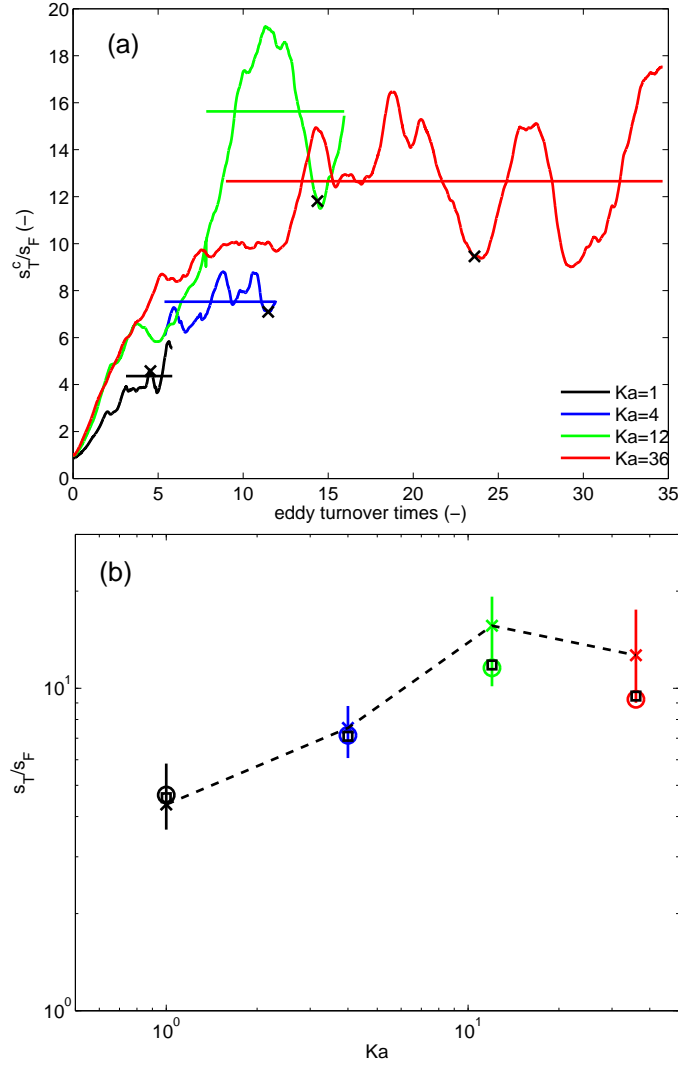 (a)
20
18
16
14
12
10
8
6
4
2
0
s_T^c/s_F (–)
0 5 10 15 20 25 30 35
eddy turnover times (–)
Ka=1
Ka=4
Ka=12
Ka=36
(b)
10^1
10^0
s_T/s_F
10^0 10^1
Ka